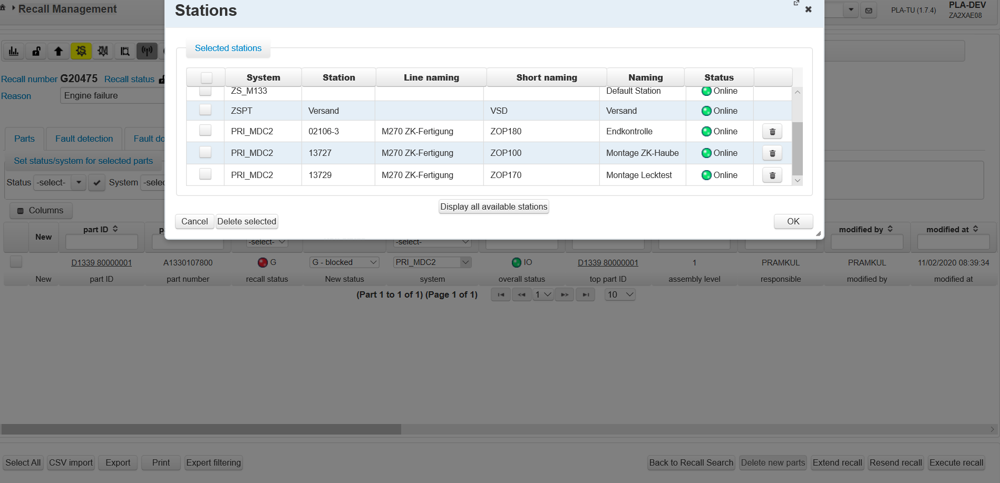 Recall Management
Stations
PLA-TU (1.7.4)
PLA-DEV
ZA2XAE08
Selected stations
Recall number G20475 Recall status
Reason Engine failure
System Station Line naming Short naming Naming Status
ZS_M133 Default Station Online
ZSPT Versand VSD Versand Online
PRI_MDC2 02106-3 M270 ZK-Fertigung ZOP180 Endkontrolle Online
PRI_MDC2 13727 M270 ZK-Fertigung ZOP100 Montage ZK-Haube Online
PRI_MDC2 13729 M270 ZK-Fertigung ZOP170 Montage Lecktest Online
Display all available stations
Cancel Delete selected OK
Parts Fault detection Fault do
Set status/system for selected parts
Status -select- System -selec
Columns
New part ID p modified by modified at
-select- -select-
D1339 80000001 A1330107800 G G - blocked PRI_MDC2 IO D1339 80000001 1 PRAMKUL PRAMKUL 11/02/2020 08:39:34
New part ID part number recall status New status system overall status top part ID assembly level responsible modified by modified at
(Part 1 to 1 of 1) (Page 1 of 1) 1 10
Select All CSV import Export Print Expert filtering Back to Recall Search Delete new parts Extend recall Resend recall Execute recall